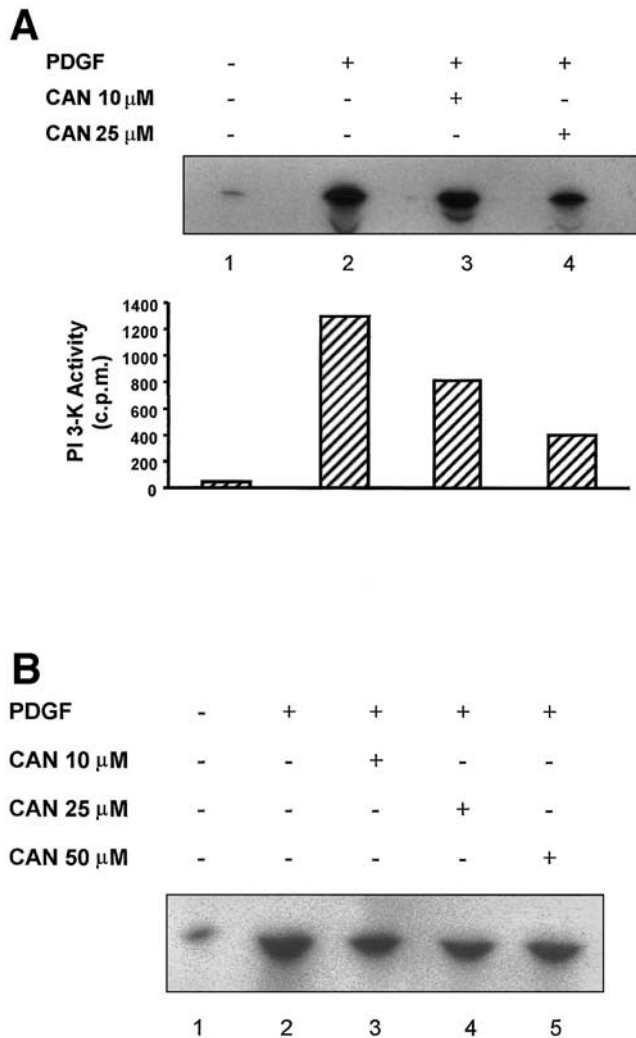 A
PDGF - + + +
CAN 10 μM - - + -
CAN 25 μM - - - +
1 2 3 4
PI 3-K Activity
(c.p.m.)
1400
1200
1000
800
600
400
200
0
B
PDGF - + + + +
CAN 10 μM - - + - -
CAN 25 μM - - - + -
CAN 50 μM - - - - +
1 2 3 4 5